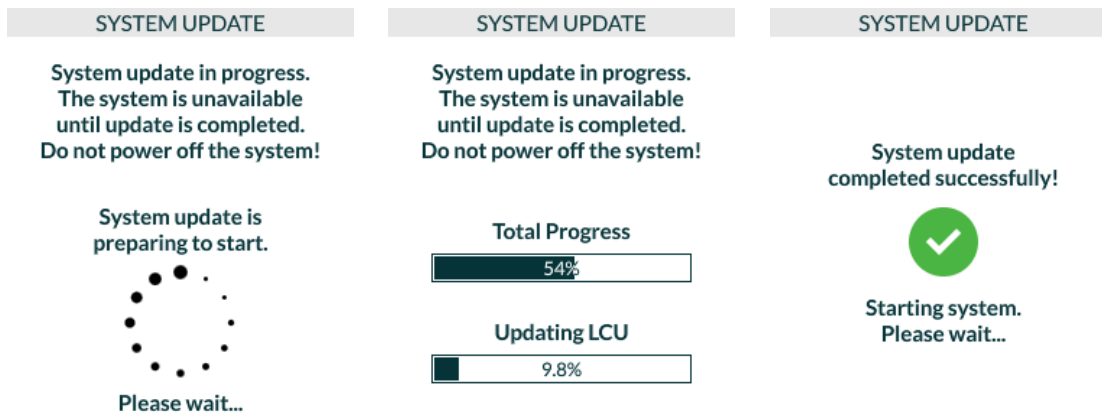 SYSTEM UPDATE
System update in progress.
The system is unavailable
until update is completed.
Do not power off the system!
System update is
preparing to start.
Please wait...
SYSTEM UPDATE
System update in progress.
The system is unavailable
until update is completed.
Do not power off the system!
Total Progress
54%
Updating LCU
9.8%
SYSTEM UPDATE
System update
completed successfully!
Starting system.
Please wait...